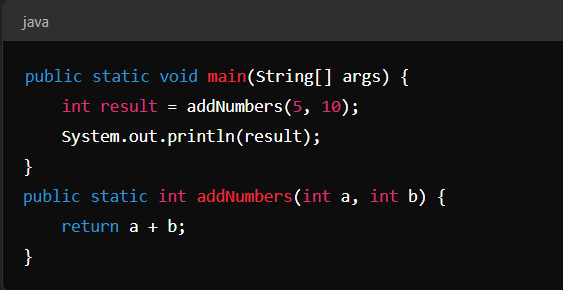 java
public static void main(String[] args) {
    int result = addNumbers(5, 10);
    System.out.println(result);
}
public static int addNumbers(int a, int b) {
    return a + b;
}